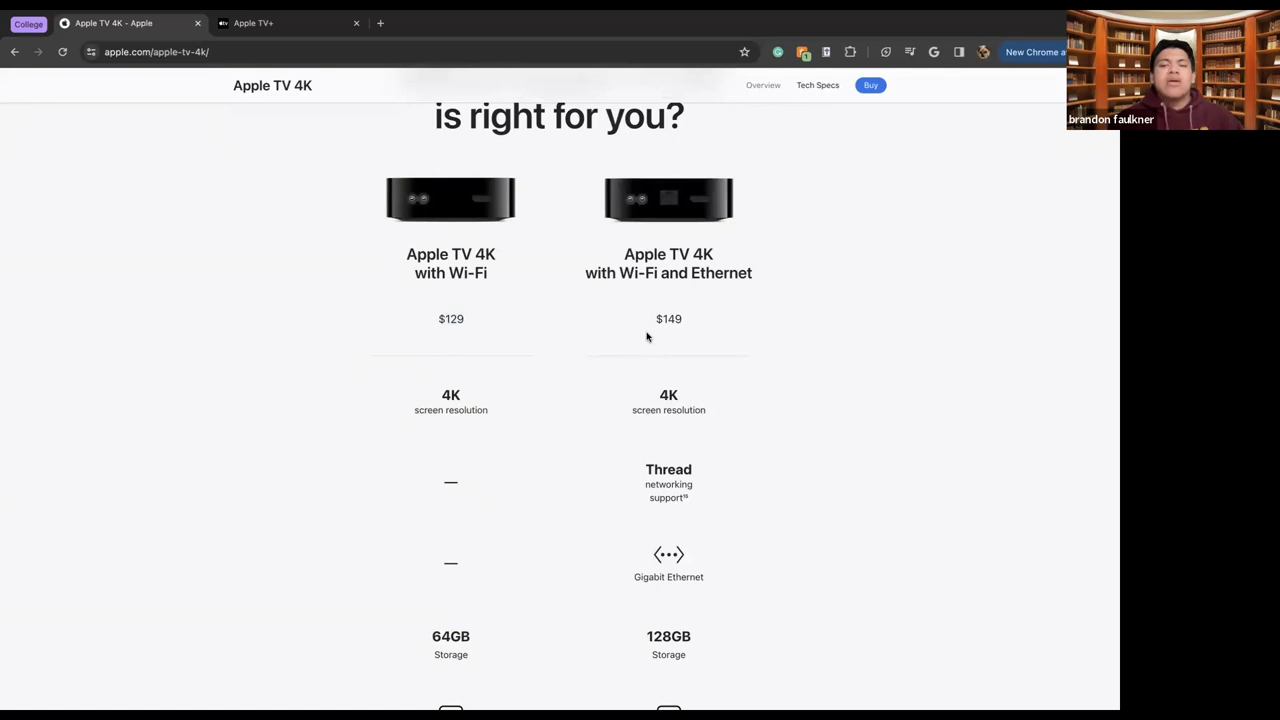 College
Apple TV 4K - Apple
Apple TV+
apple.com/apple-tv-4k/
New Chrome a
brandon faulkner
Apple TV 4K
Overview
Tech Specs
Buy
is right for you?
Apple TV 4K
with Wi-Fi
Apple TV 4K
with Wi-Fi and Ethernet
$129
$149
4K
screen resolution
4K
screen resolution
—
Thread
networking
support¹⁵
—
Gigabit Ethernet
64GB
Storage
128GB
Storage